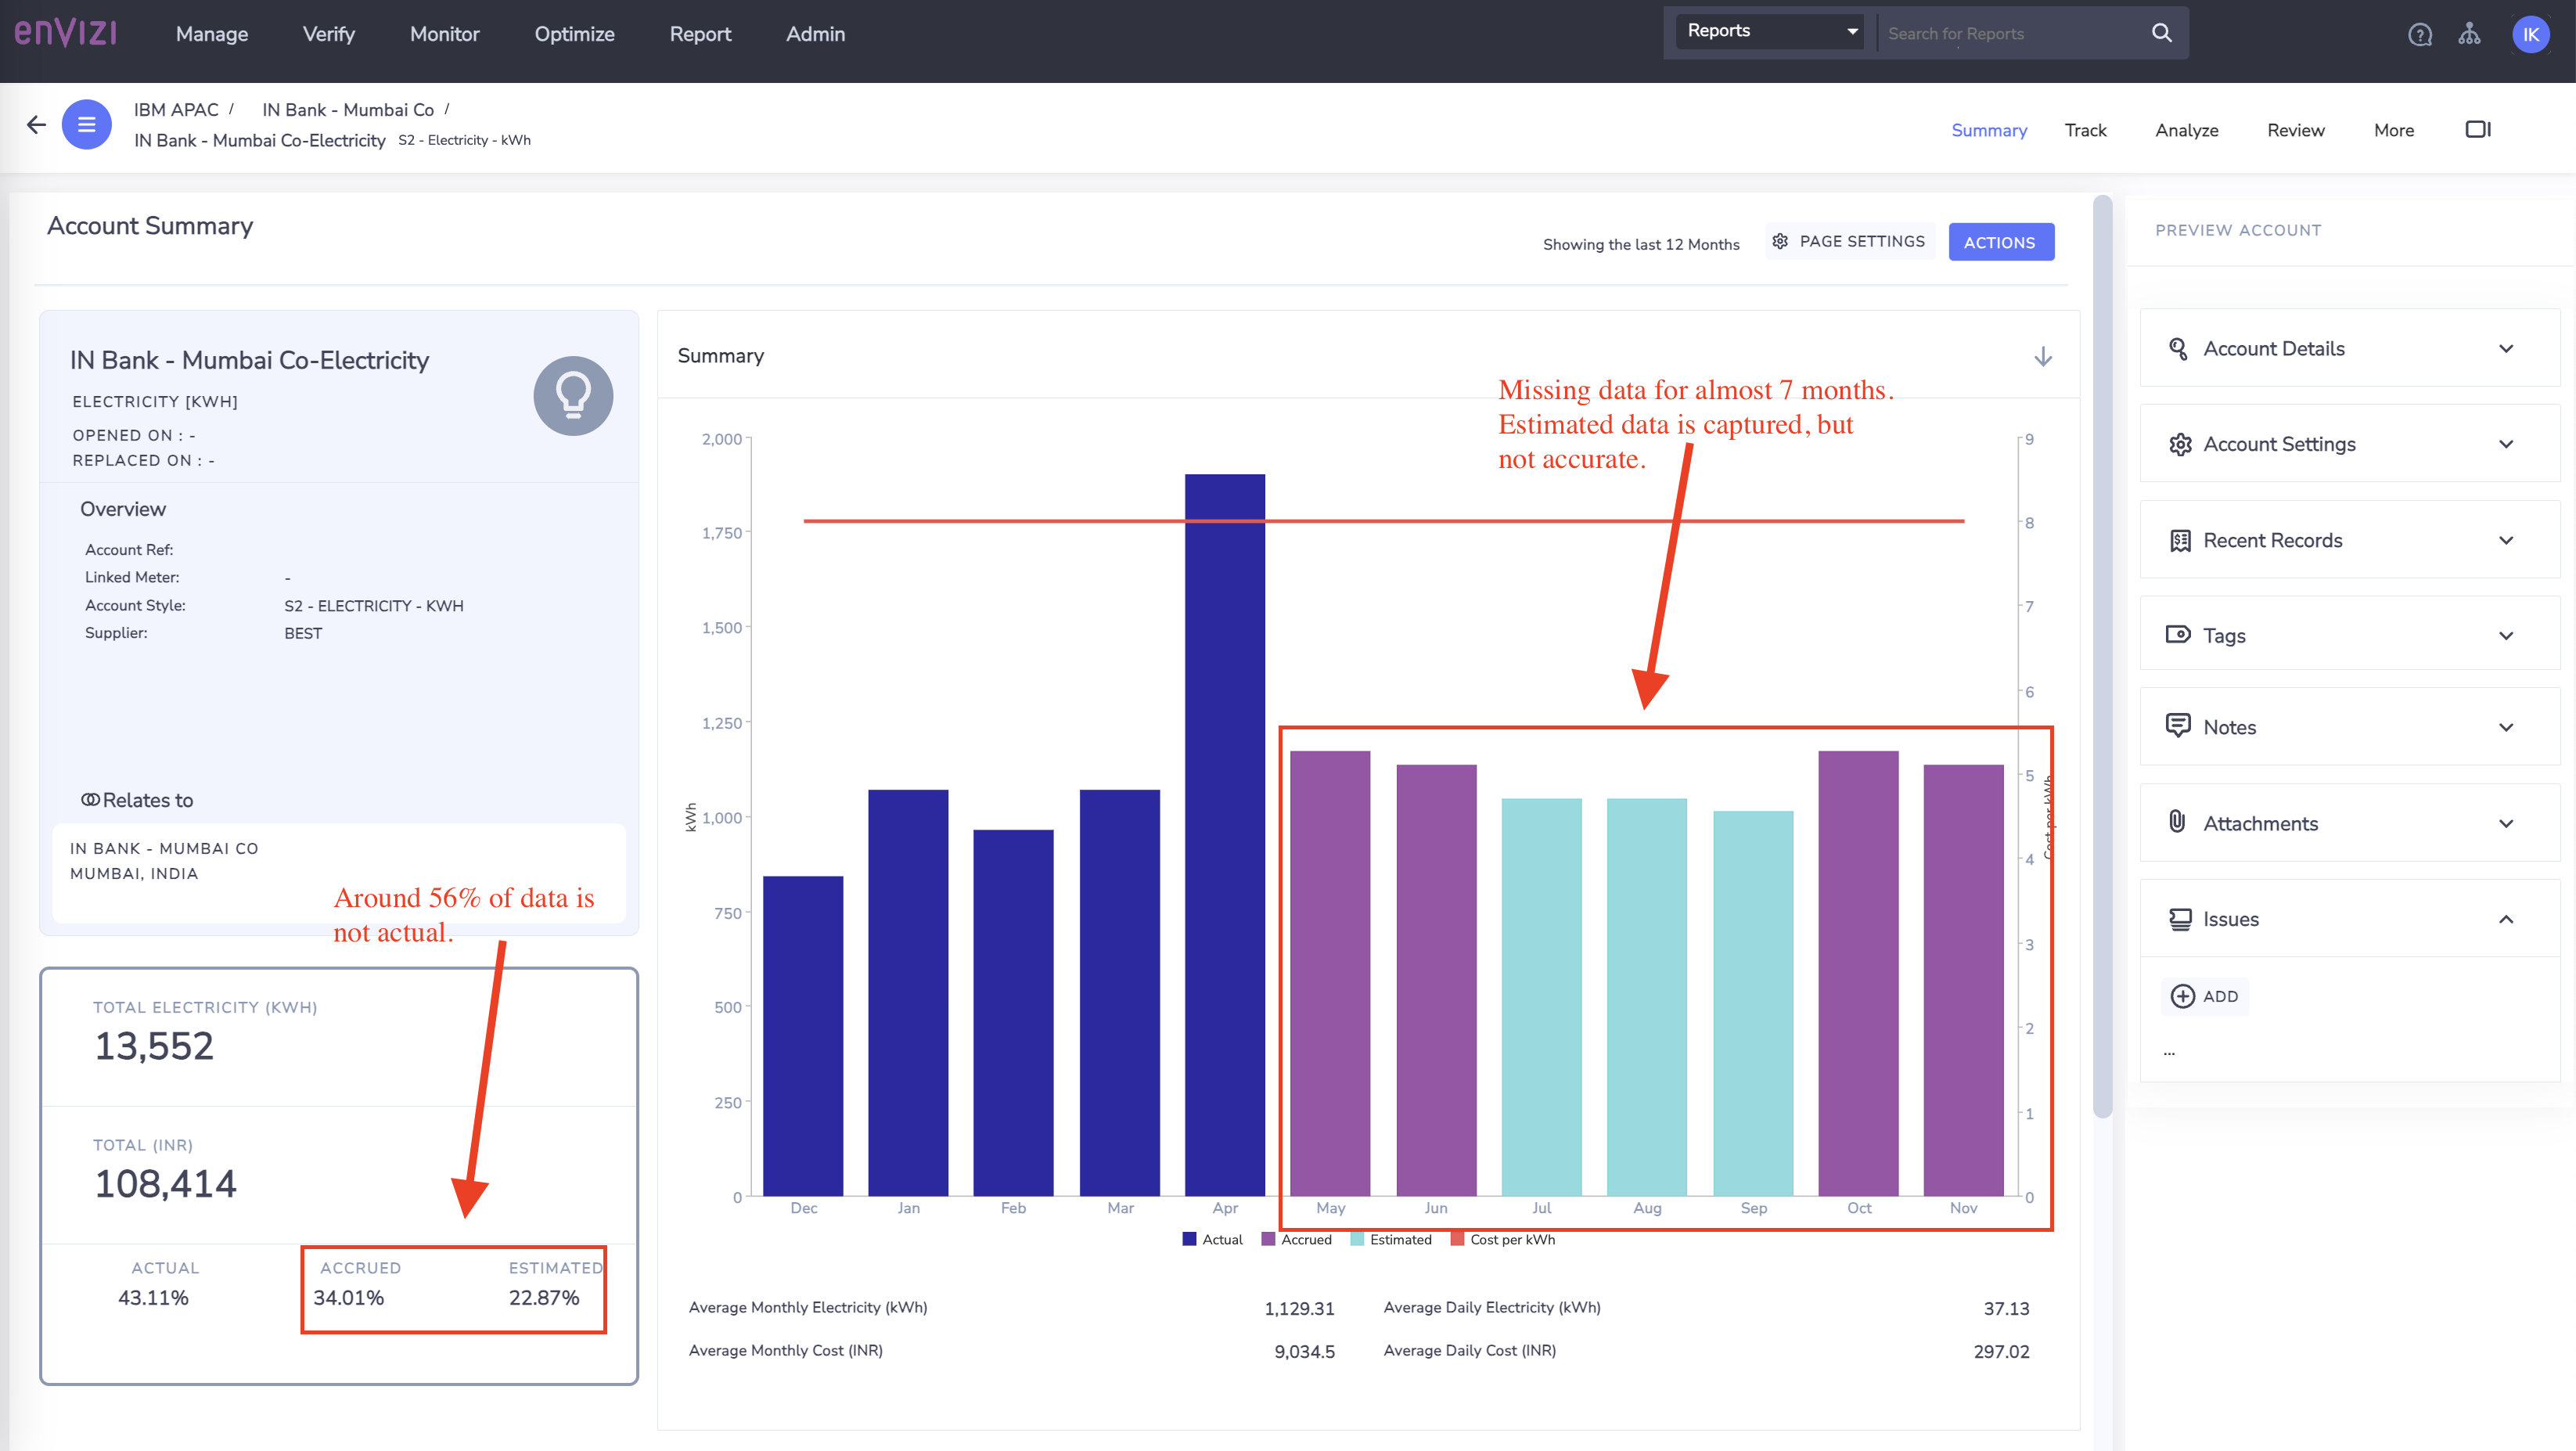 enVIZI
Manage Verify Monitor Optimize Report Admin
Reports Search for Reports
IK
IBM APAC / IN Bank - Mumbai Co /
IN Bank - Mumbai Co-Electricity S2 - Electricity - kWh
Summary Track Analyze Review More
Account Summary
Showing the last 12 Months PAGE SETTINGS ACTIONS
IN Bank - Mumbai Co-Electricity
ELECTRICITY [KWH]
OPENED ON : -
REPLACED ON : -
Overview
Account Ref:
Linked Meter: -
Account Style: S2 - ELECTRICITY - KWH
Supplier: BEST
Relates to
IN BANK - MUMBAI CO
MUMBAI, INDIA
Around 56% of data is
not actual.
TOTAL ELECTRICITY (KWH)
13,552
TOTAL (INR)
108,414
ACTUAL ACCRUED ESTIMATED
43.11% 34.01% 22.87%
Summary
Missing data for almost 7 months.
Estimated data is captured, but
not accurate.
2,000
1,750
1,500
1,250
1,000
750
500
250
0
kWh
9
8
7
6
5
4
3
2
1
0
Cost per kWh
Dec Jan Feb Mar Apr May Jun Jul Aug Sep Oct Nov
Actual Accrued Estimated Cost per kWh
Average Monthly Electricity (kWh) 1,129.31 Average Daily Electricity (kWh) 37.13
Average Monthly Cost (INR) 9,034.5 Average Daily Cost (INR) 297.02
PREVIEW ACCOUNT
Account Details
Account Settings
Recent Records
Tags
Notes
Attachments
Issues
ADD
...